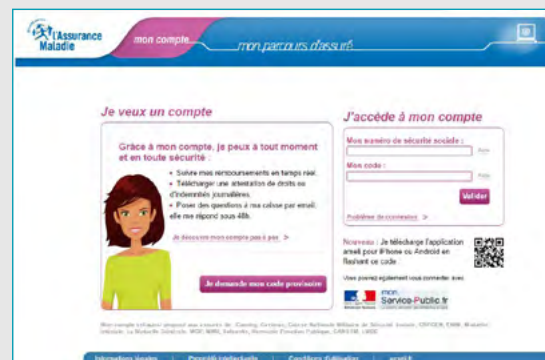 l'Assurance
Maladie
mon compte
mon parcours d'assuré
Je veux un compte
Grâce à mon compte, je peux à tout moment
et en toute sécurité :
• Suivre mes remboursements en temps réel.
• Télécharger une attestation de droits ou
d'indemnités journalières.
• Poser des questions à ma caisse par email,
elle me répond sous 48h.
Je découvre mon compte pas à pas >
Je demande mon code provisoire
J'accède à mon compte
Mon numéro de sécurité sociale :
Mon code :
Valider
Problème de connexion >
Nouveau : Je télécharge l'application
ameli pour iPhone ou Android en
flashant ce code
Vous pouvez également vous connecter avec
mon.
Service-Public.fr
Informations légales | Propriété intellectuelle | Conditions d'utilisation | ameli.fr